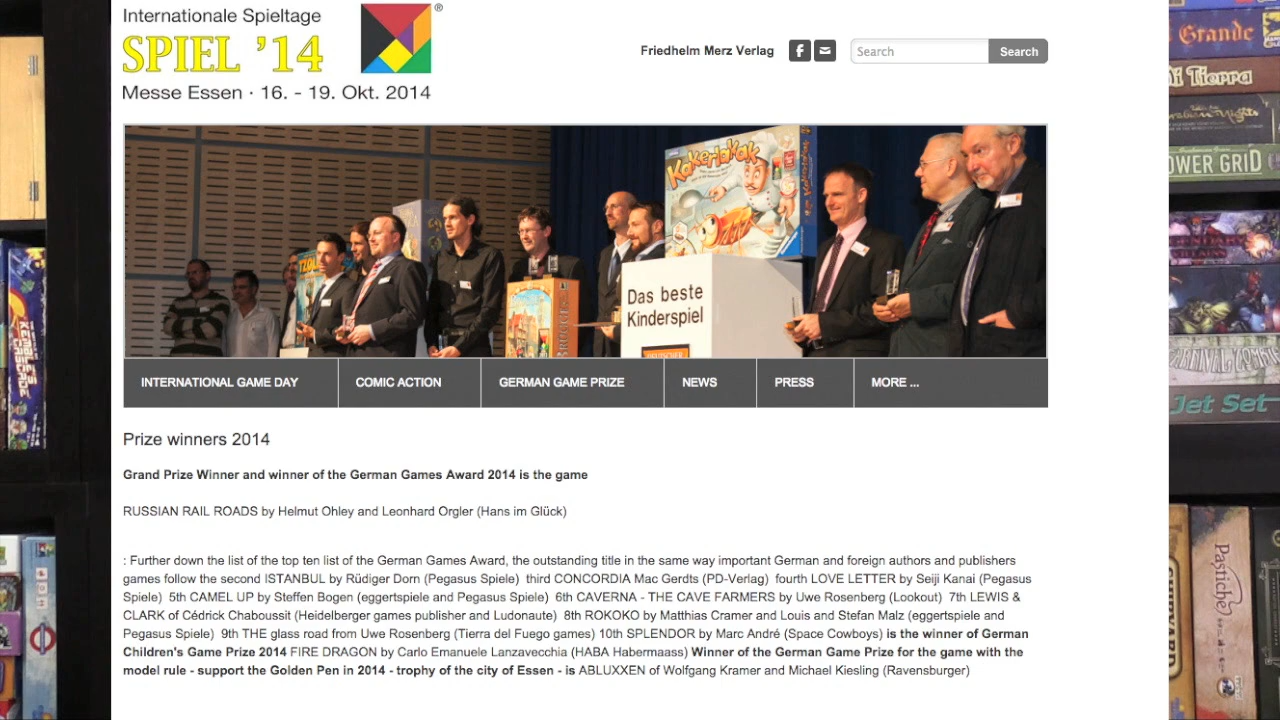 Internationale Spieltage
SPIEL '14
®
Messe Essen · 16. - 19. Okt. 2014
Friedhelm Merz Verlag
f
Search
Search
KaKerlaKaK
Das beste
Kinderspiel
DEUTSCHER
INTERNATIONAL GAME DAY
COMIC ACTION
GERMAN GAME PRIZE
NEWS
PRESS
MORE ...
Prize winners 2014
Grand Prize Winner and winner of the German Games Award 2014 is the game
RUSSIAN RAIL ROADS by Helmut Ohley and Leonhard Orgler (Hans im Glück)
: Further down the list of the top ten list of the German Games Award, the outstanding title in the same way important German and foreign authors and publishers
games follow the second ISTANBUL by Rüdiger Dorn (Pegasus Spiele) third CONCORDIA Mac Gerdts (PD-Verlag) fourth LOVE LETTER by Seiji Kanai (Pegasus
Spiele) 5th CAMEL UP by Steffen Bogen (eggertspiele and Pegasus Spiele) 6th CAVERNA - THE CAVE FARMERS by Uwe Rosenberg (Lookout) 7th LEWIS &
CLARK of Cédrick Chaboussit (Heidelberger games publisher and Ludonaute) 8th ROKOKO by Matthias Cramer and Louis and Stefan Malz (eggertspiele and
Pegasus Spiele) 9th THE glass road from Uwe Rosenberg (Tierra del Fuego games) 10th SPLENDOR by Marc André (Space Cowboys) is the winner of German
Children's Game Prize 2014 FIRE DRAGON by Carlo Emanuele Lanzavecchia (HABA Habermaass) Winner of the German Game Prize for the game with the
model rule - support the Golden Pen in 2014 - trophy of the city of Essen - is ABLUXXEN of Wolfgang Kramer and Michael Kiesling (Ravensburger)
Grande
Tierra
Nights
OWER GRID
VILLAINS
Jet Set
Pastiche